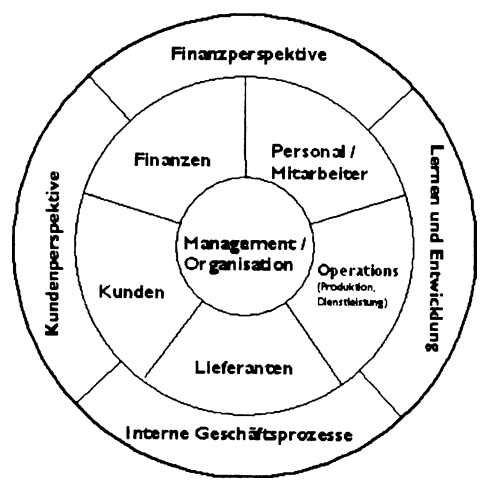 Finanzperspektive
Finanzen
Personal /
Mitarbeiter
Kundenperspektive
Lernen und Entwicklung
Management /
Organisation
Kunden
Operations
(Produktion,
Dienstleistung)
Lieferanten
Interne Geschäftsprozesse